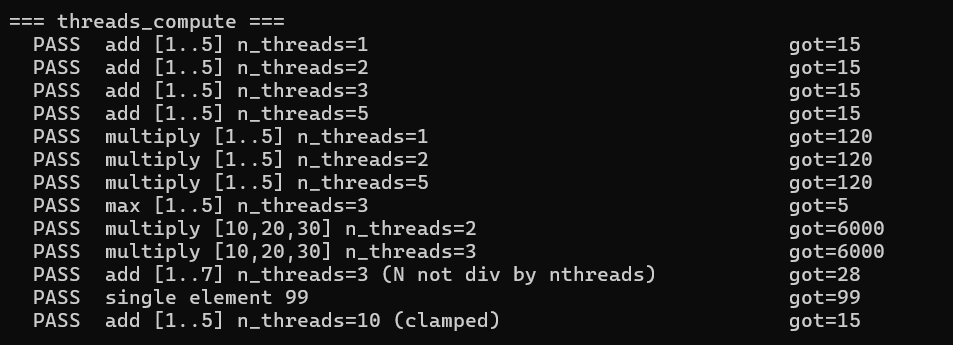 === threads_compute ===
PASS  add [1..5] n_threads=1  got=15
PASS  add [1..5] n_threads=2  got=15
PASS  add [1..5] n_threads=3  got=15
PASS  add [1..5] n_threads=5  got=15
PASS  multiply [1..5] n_threads=1  got=120
PASS  multiply [1..5] n_threads=2  got=120
PASS  multiply [1..5] n_threads=5  got=120
PASS  max [1..5] n_threads=3  got=5
PASS  multiply [10,20,30] n_threads=2  got=6000
PASS  multiply [10,20,30] n_threads=3  got=6000
PASS  add [1..7] n_threads=3 (N not div by nthreads)  got=28
PASS  single element 99  got=99
PASS  add [1..5] n_threads=10 (clamped)  got=15